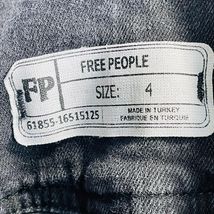 FREE PEOPLE
FP
SIZE: 4
61855-16515125
MADE IN TURKEY
FABRIQUE EN TURQUIE